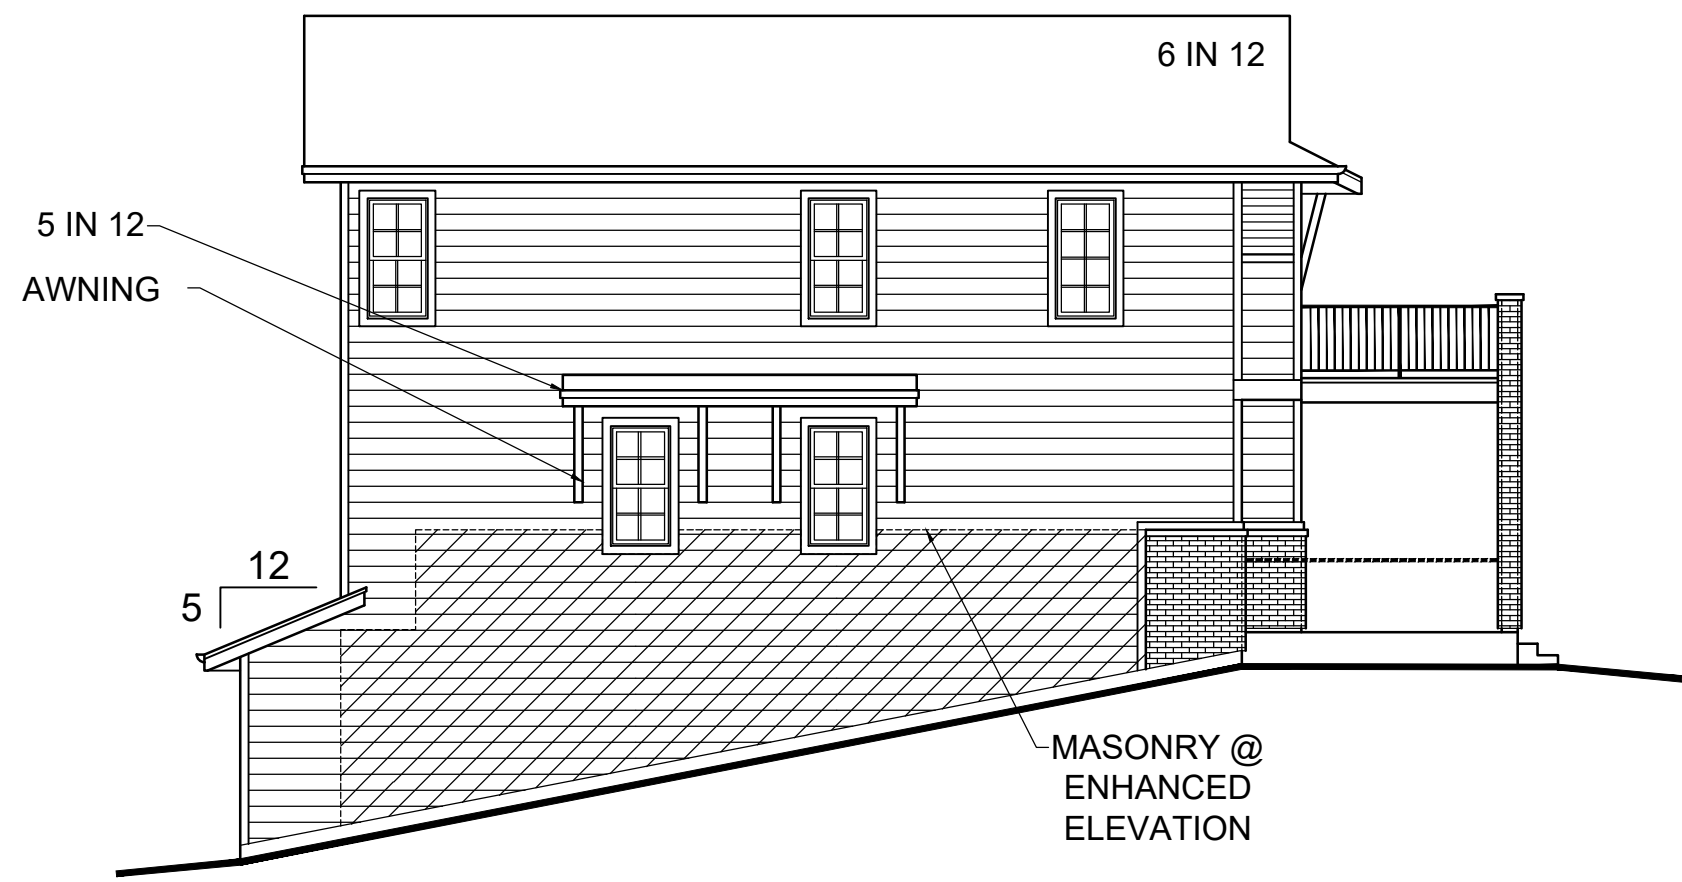 6 IN 12
5 IN 12
AWNING
12
5
MASONRY @
ENHANCED
ELEVATION